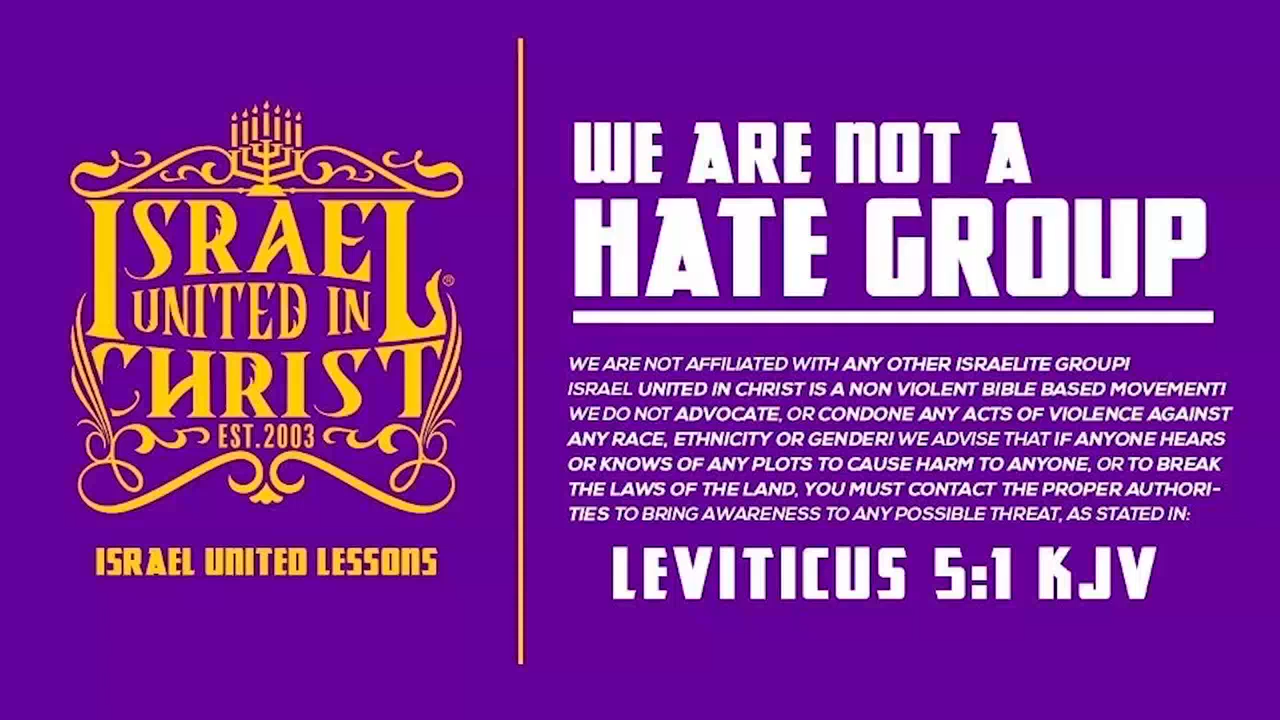 ISRAEL
UNITED IN
CHRIST®
EST. 2003
ISRAEL UNITED LESSONS
WE ARE NOT A
HATE GROUP
WE ARE NOT AFFILIATED WITH ANY OTHER ISRAELITE GROUP!
ISRAEL UNITED IN CHRIST IS A NON VIOLENT BIBLE BASED MOVEMENT!
WE DO NOT ADVOCATE, OR CONDONE ANY ACTS OF VIOLENCE AGAINST
ANY RACE, ETHNICITY OR GENDER! WE ADVISE THAT IF ANYONE HEARS
OR KNOWS OF ANY PLOTS TO CAUSE HARM TO ANYONE, OR TO BREAK
THE LAWS OF THE LAND, YOU MUST CONTACT THE PROPER AUTHORI-
TIES TO BRING AWARENESS TO ANY POSSIBLE THREAT, AS STATED IN:
LEVITICUS 5:1 KJV